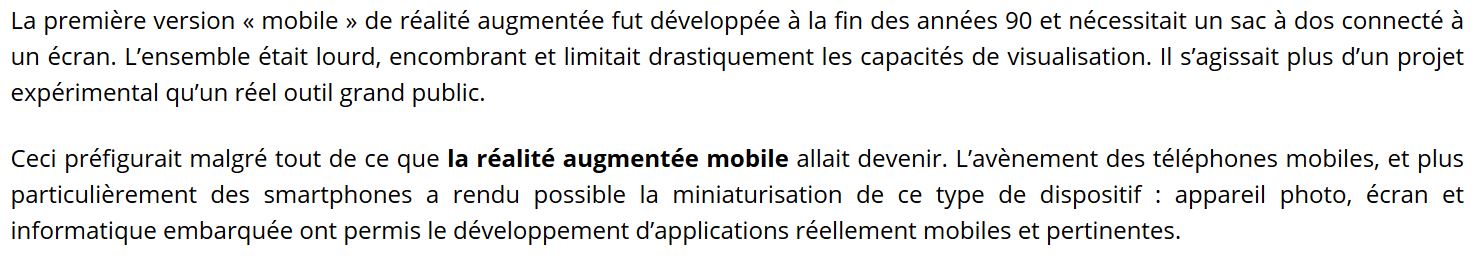 La première version « mobile » de réalité augmentée fut développée à la fin des années 90 et nécessitait un sac à dos connecté à
un écran. L’ensemble était lourd, encombrant et limitait drastiquement les capacités de visualisation. Il s’agissait plus d’un projet
expérimental qu’un réel outil grand public.
Ceci préfigurait malgré tout de ce que la réalité augmentée mobile allait devenir. L’avènement des téléphones mobiles, et plus
particulièrement des smartphones a rendu possible la miniaturisation de ce type de dispositif : appareil photo, écran et
informatique embarquée ont permis le développement d’applications réellement mobiles et pertinentes.